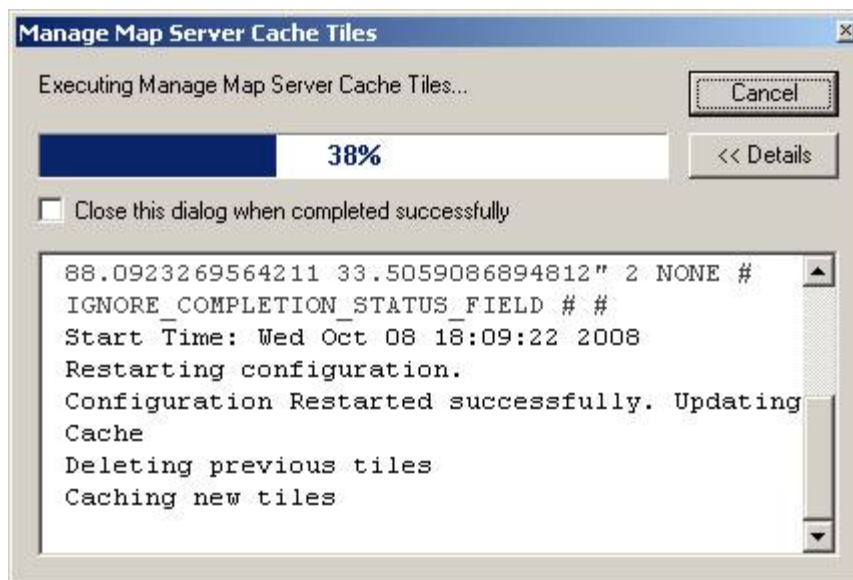 Manage Map Server Cache Tiles
Executing Manage Map Server Cache Tiles...
Cancel
38%
<< Details
Close this dialog when completed successfully
88.0923269564211 33.5059086894812" 2 NONE #
IGNORE_COMPLETION_STATUS_FIELD # #
Start Time: Wed Oct 08 18:09:22 2008
Restarting configuration.
Configuration Restarted successfully. Updating
Cache
Deleting previous tiles
Caching new tiles